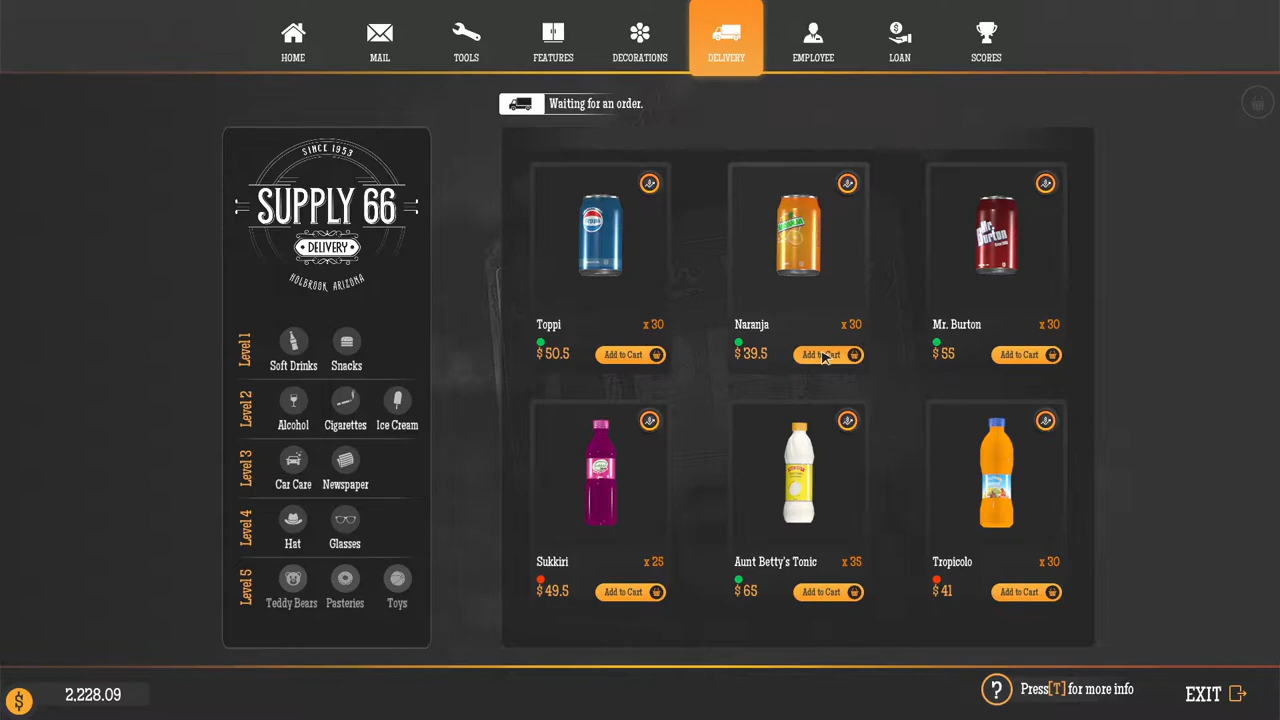 HOME MAIL TOOLS FEATURES DECORATIONS DELIVERY EMPLOYEE LOAN SCORES
Waiting for an order.
SINCE 1953
SUPPLY 66
DELIVERY
HOLBROOK, ARIZONA
Level 1
Soft Drinks Snacks
Level 2
Alcohol Cigarettes Ice Cream
Level 3
Car Care Newspaper
Level 4
Hat Glasses
Level 5
Teddy Bears Pasteries Toys
Mr. Burton
Toppi x 30
$ 50.5 Add to Cart
Naranja x 30
$ 39.5 Add to Cart
Mr. Burton x 30
$ 55 Add to Cart
Sukkiri x 25
$ 49.5 Add to Cart
Aunt Betty's Tonic x 35
$ 65 Add to Cart
Tropicolo x 30
$ 41 Add to Cart
$ 2,228.09
? Press[T] for more info
EXIT